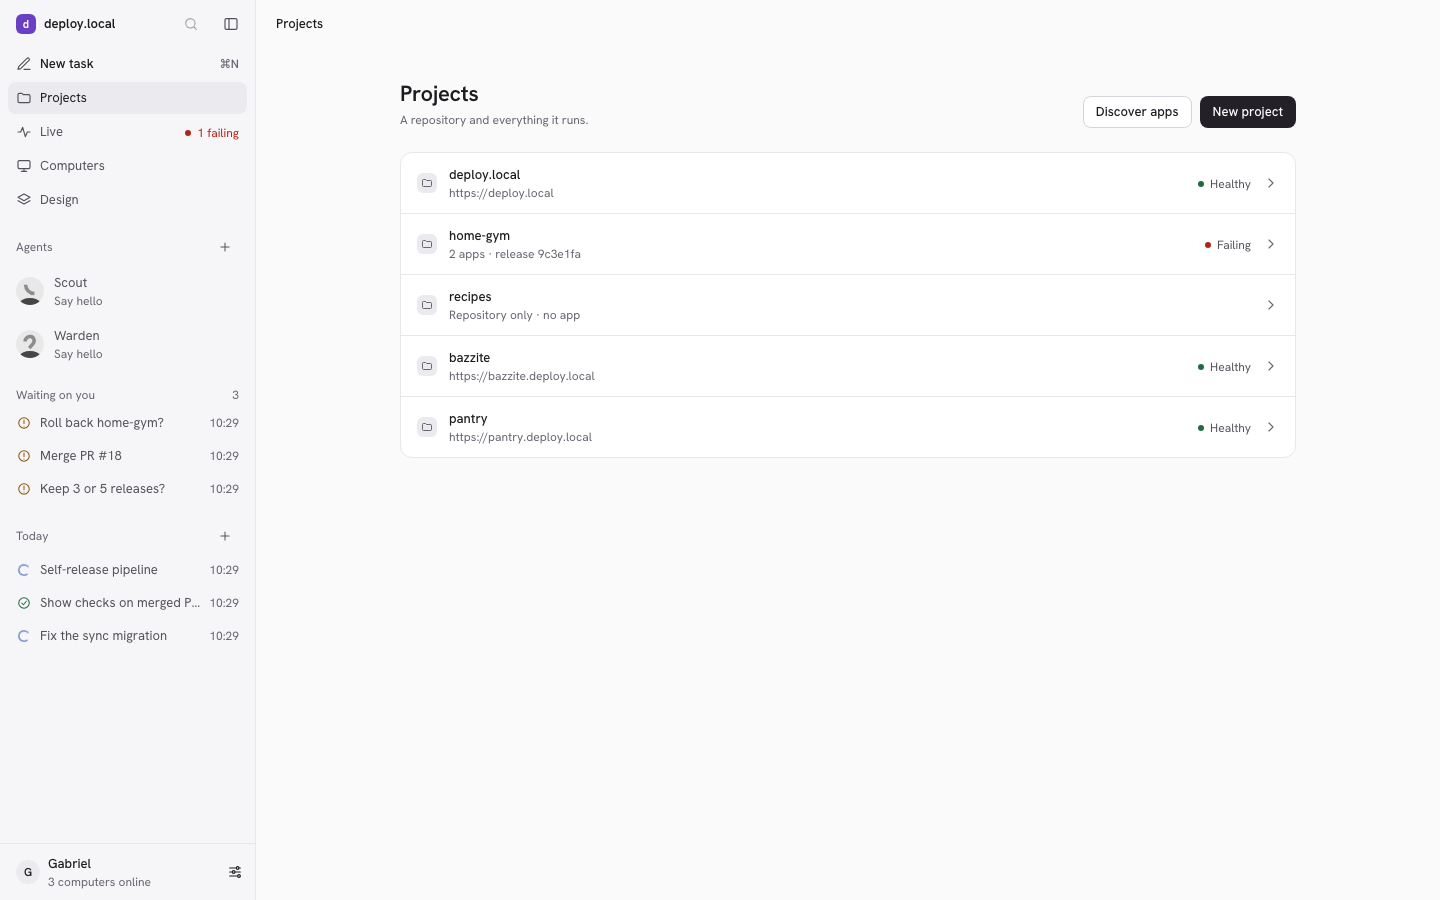 d deploy.local
New task ⌘N
Projects
Live 1 failing
Computers
Design
Agents
Scout
Say hello
Warden
Say hello
Waiting on you 3
Roll back home-gym? 10:29
Merge PR #18 10:29
Keep 3 or 5 releases? 10:29
Today
Self-release pipeline 10:29
Show checks on merged P... 10:29
Fix the sync migration 10:29
G
Gabriel
3 computers online
Projects
Projects
A repository and everything it runs.
Discover apps New project
deploy.local
https://deploy.local
Healthy
home-gym
2 apps · release 9c3e1fa
Failing
recipes
Repository only · no app
bazzite
https://bazzite.deploy.local
Healthy
pantry
https://pantry.deploy.local
Healthy